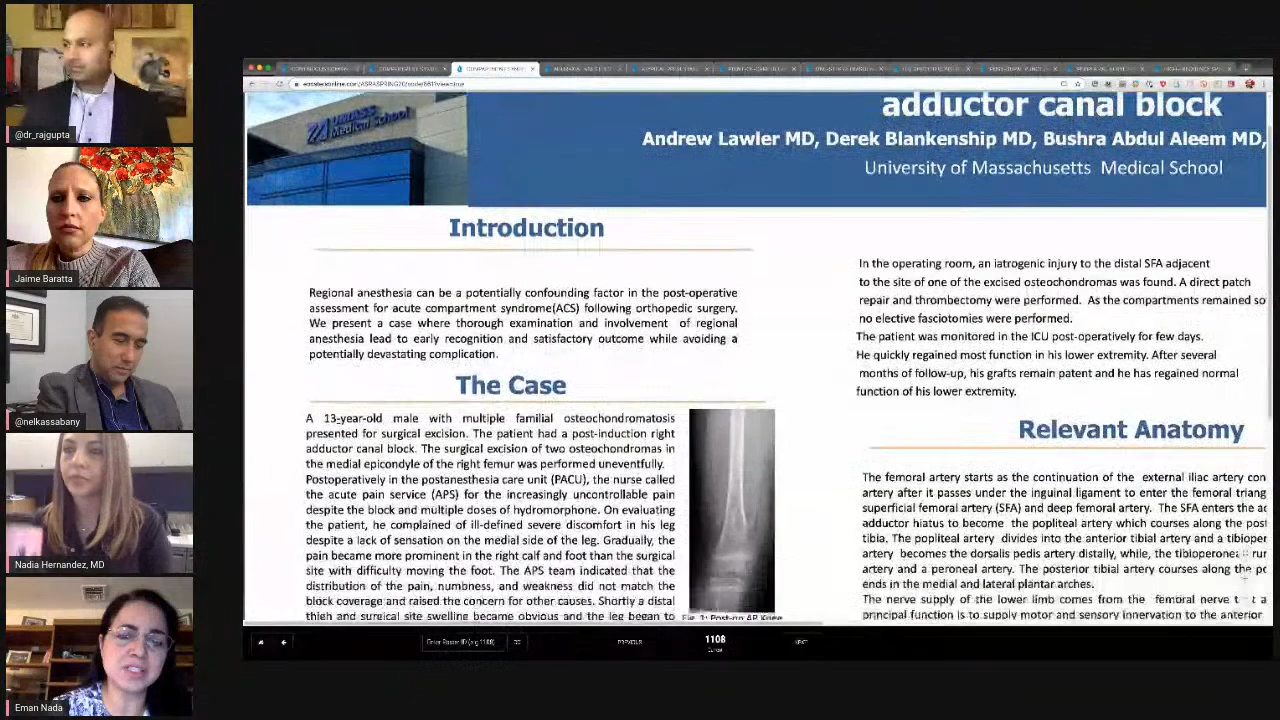 @dr_rajgupta
Jaime Baratta
@nelkassabany
Nadia Hernandez, MD
Eman Nada
UMASS
Medical School
adductor canal block
Andrew Lawler MD, Derek Blankenship MD, Bushra Abdul Aleem MD,
University of Massachusetts Medical School
Introduction
Regional anesthesia can be a potentially confounding factor in the post-operative
assessment for acute compartment syndrome(ACS) following orthopedic surgery.
We present a case where thorough examination and involvement of regional
anesthesia lead to early recognition and satisfactory outcome while avoiding a
potentially devastating complication.
The Case
A 13-year-old male with multiple familial osteochondromatosis
presented for surgical excision. The patient had a post-induction right
adductor canal block. The surgical excision of two osteochondromas in
the medial epicondyle of the right femur was performed uneventfully.
Postoperatively in the postanesthesia care unit (PACU), the nurse called
the acute pain service (APS) for the increasingly uncontrollable pain
despite the block and multiple doses of hydromorphone. On evaluating
the patient, he complained of ill-defined severe discomfort in his leg
despite a lack of sensation on the medial side of the leg. Gradually, the
pain became more prominent in the right calf and foot than the surgical
site with difficulty moving the foot. The APS team indicated that the
distribution of the pain, numbness, and weakness did not match the
block coverage and raised the concern for other causes. Shortly a distal
thigh and surgical site swelling became obvious and the leg began to
Fig. 1: Post-op AP Knee
In the operating room, an iatrogenic injury to the distal SFA adjacent
to the site of one of the excised osteochondromas was found. A direct patch
repair and thrombectomy were performed. As the compartments remained so
no elective fasciotomies were performed.
The patient was monitored in the ICU post-operatively for few days.
He quickly regained most function in his lower extremity. After several
months of follow-up, his grafts remain patent and he has regained normal
function of his lower extremity.
Relevant Anatomy
The femoral artery starts as the continuation of the external iliac artery con
artery after it passes under the inguinal ligament to enter the femoral triang
superficial femoral artery (SFA) and deep femoral artery. The SFA enters the ad
adductor hiatus to become the popliteal artery which courses along the post
tibia. The popliteal artery divides into the anterior tibial artery and a tibioper
artery becomes the dorsalis pedis artery distally, while, the tibioperoneal
artery and a peroneal artery. The posterior tibial artery courses along the po
ends in the medial and lateral plantar arches.
The nerve supply of the lower limb comes from the femoral nerve
principal function is to supply motor and sensory innervation to the anterior
Enter Poster ID (e.g. 1108)
GO
PREVIOUS
1108
NEXT